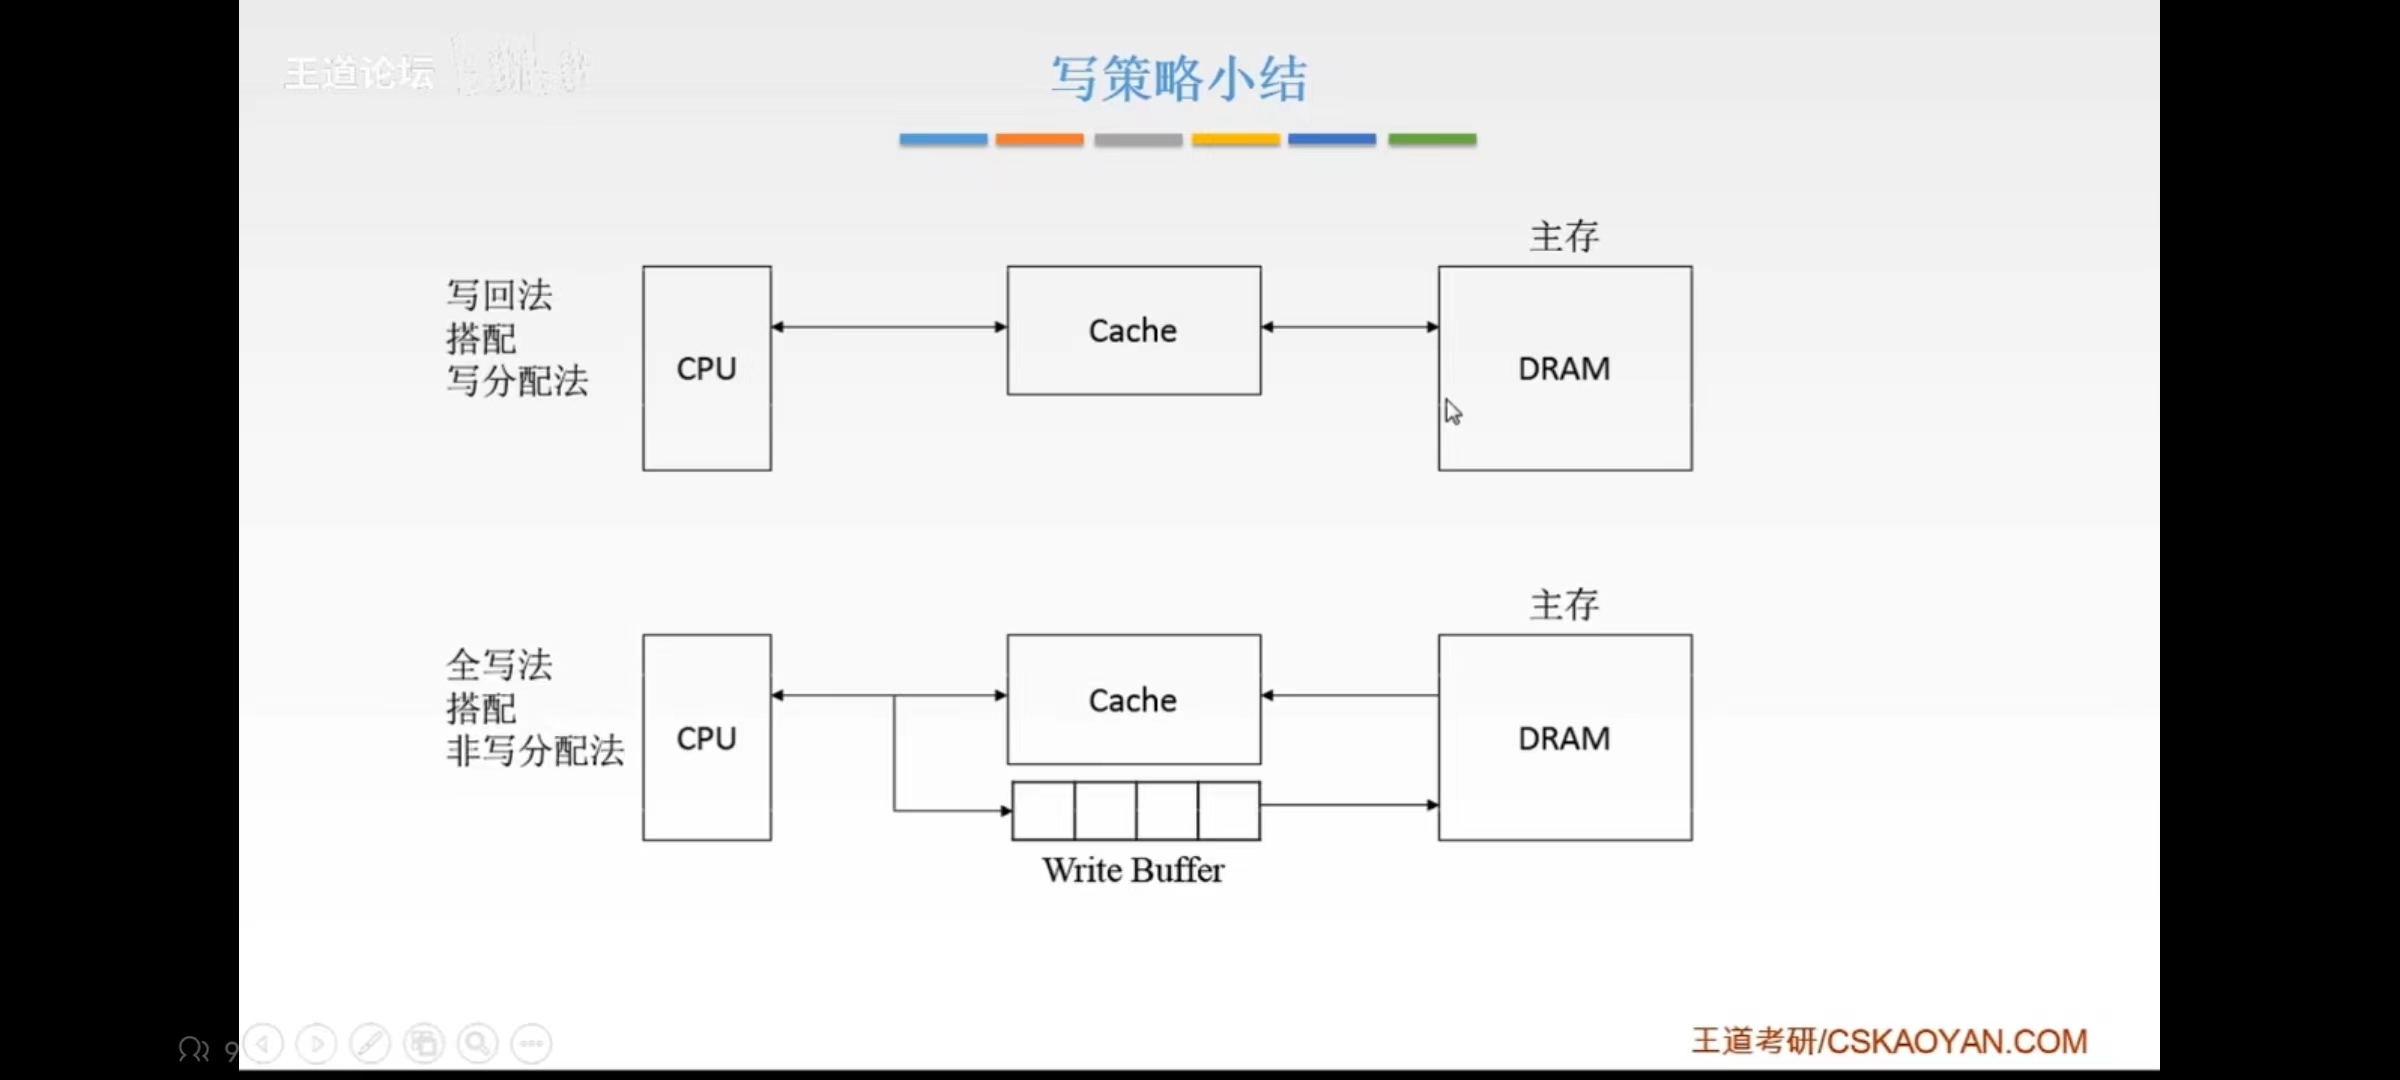 王道论坛
写策略小结
主存
写回法
搭配
写分配法
CPU
Cache
DRAM
主存
全写法
搭配
非写分配法
CPU
Cache
DRAM
Write Buffer
王道考研/CSKAOYAN.COM
9